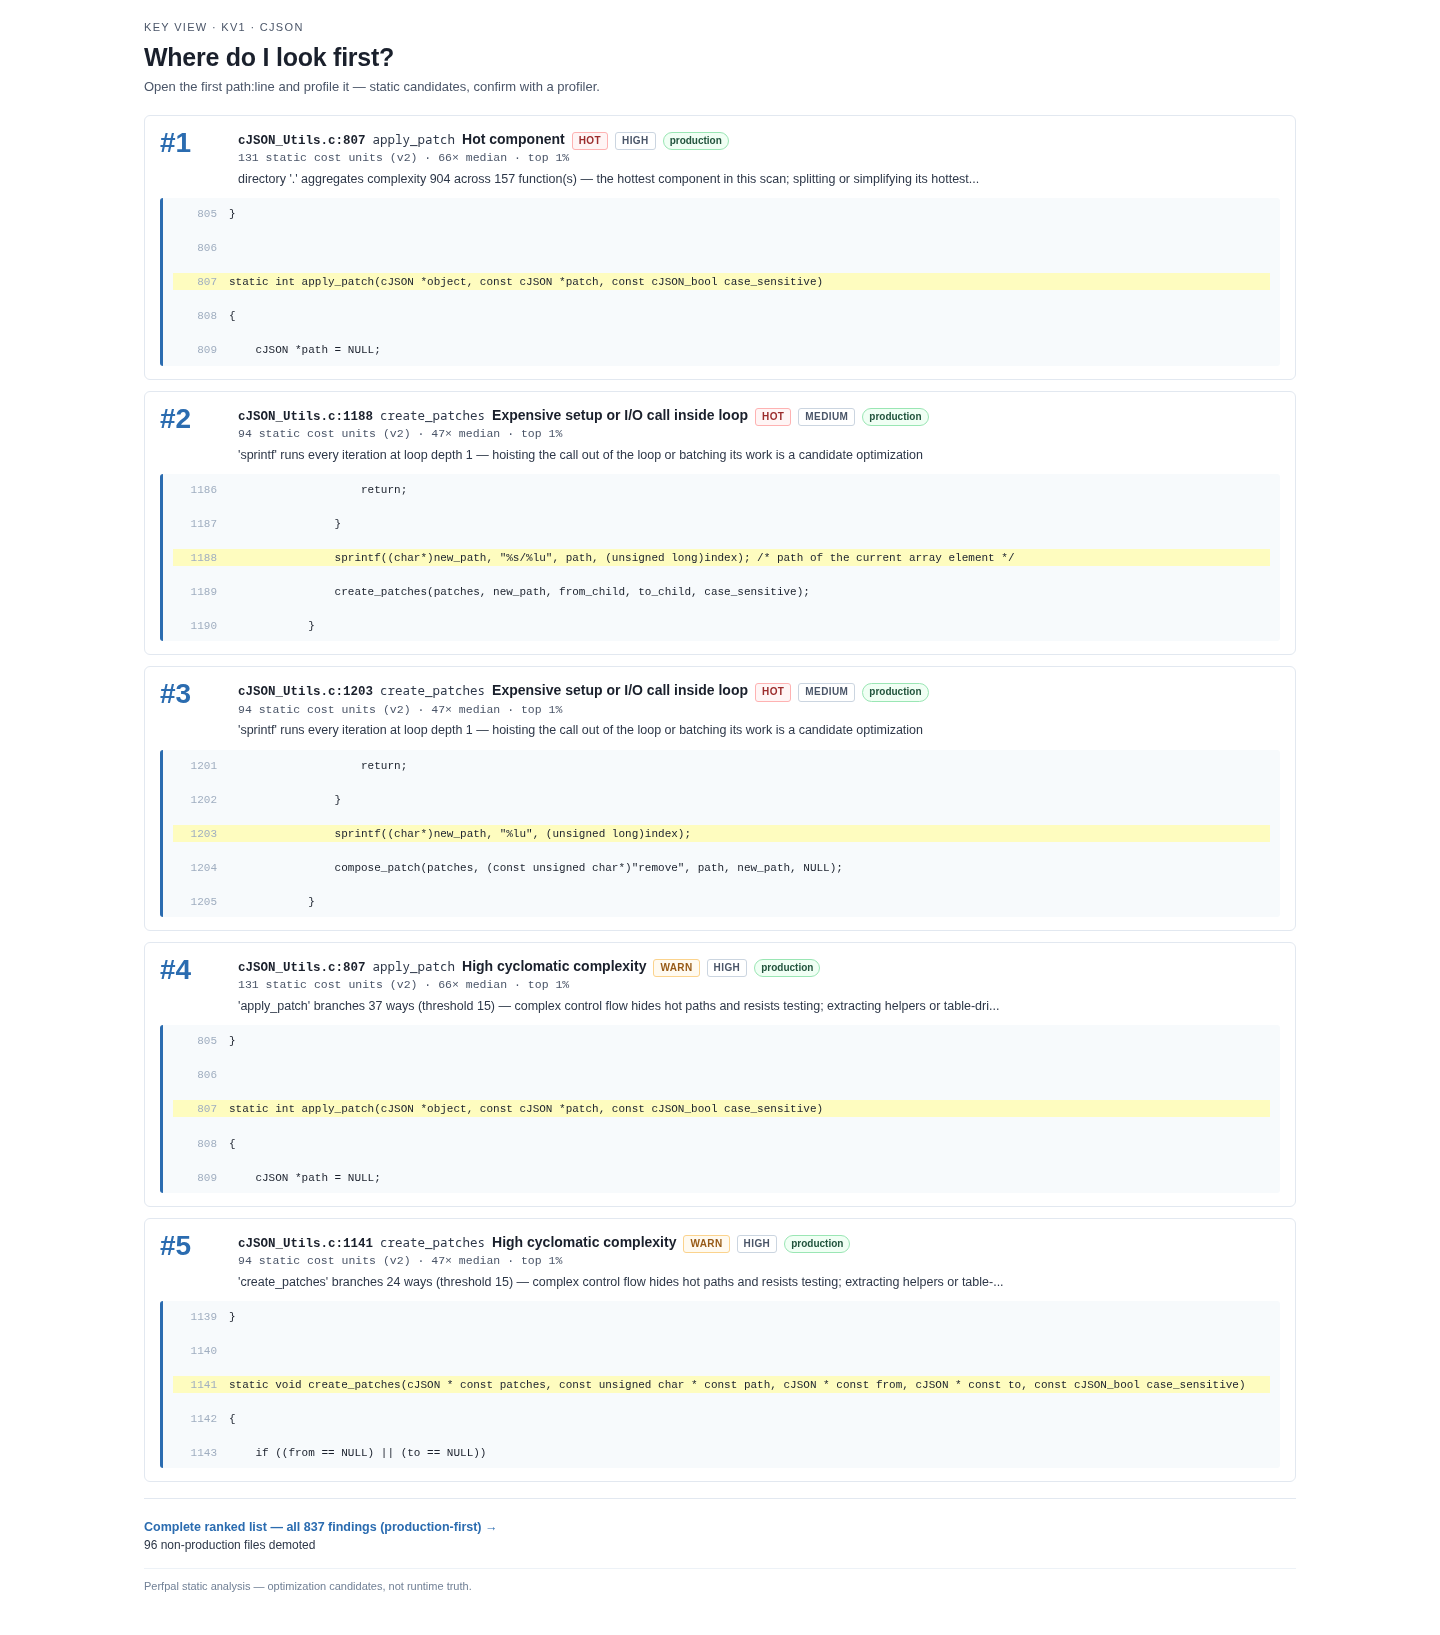 KEY VIEW · KV1 · CJSON
Where do I look first?
Open the first path:line and profile it — static candidates, confirm with a profiler.
#1
cJSON_Utils.c:807 apply_patch Hot component HOT HIGH production
131 static cost units (v2) · 66× median · top 1%
directory '.' aggregates complexity 904 across 157 function(s) — the hottest component in this scan; splitting or simplifying its hottest...
805 }
806
807 static int apply_patch(cJSON *object, const cJSON *patch, const cJSON_bool case_sensitive)
808 {
809     cJSON *path = NULL;
#2
cJSON_Utils.c:1188 create_patches Expensive setup or I/O call inside loop HOT MEDIUM production
94 static cost units (v2) · 47× median · top 1%
'sprintf' runs every iteration at loop depth 1 — hoisting the call out of the loop or batching its work is a candidate optimization
1186                     return;
1187                 }
1188                 sprintf((char*)new_path, "%s/%lu", path, (unsigned long)index); /* path of the current array element */
1189                 create_patches(patches, new_path, from_child, to_child, case_sensitive);
1190             }
#3
cJSON_Utils.c:1203 create_patches Expensive setup or I/O call inside loop HOT MEDIUM production
94 static cost units (v2) · 47× median · top 1%
'sprintf' runs every iteration at loop depth 1 — hoisting the call out of the loop or batching its work is a candidate optimization
1201                     return;
1202                 }
1203                 sprintf((char*)new_path, "%lu", (unsigned long)index);
1204                 compose_patch(patches, (const unsigned char*)"remove", path, new_path, NULL);
1205             }
#4
cJSON_Utils.c:807 apply_patch High cyclomatic complexity WARN HIGH production
131 static cost units (v2) · 66× median · top 1%
'apply_patch' branches 37 ways (threshold 15) — complex control flow hides hot paths and resists testing; extracting helpers or table-dri...
805 }
806
807 static int apply_patch(cJSON *object, const cJSON *patch, const cJSON_bool case_sensitive)
808 {
809     cJSON *path = NULL;
#5
cJSON_Utils.c:1141 create_patches High cyclomatic complexity WARN HIGH production
94 static cost units (v2) · 47× median · top 1%
'create_patches' branches 24 ways (threshold 15) — complex control flow hides hot paths and resists testing; extracting helpers or table-...
1139 }
1140
1141 static void create_patches(cJSON * const patches, const unsigned char * const path, cJSON * const from, cJSON * const to, const cJSON_bool case_sensitive)
1142 {
1143     if ((from == NULL) || (to == NULL))
Complete ranked list — all 837 findings (production-first) →
96 non-production files demoted
Perfpal static analysis — optimization candidates, not runtime truth.